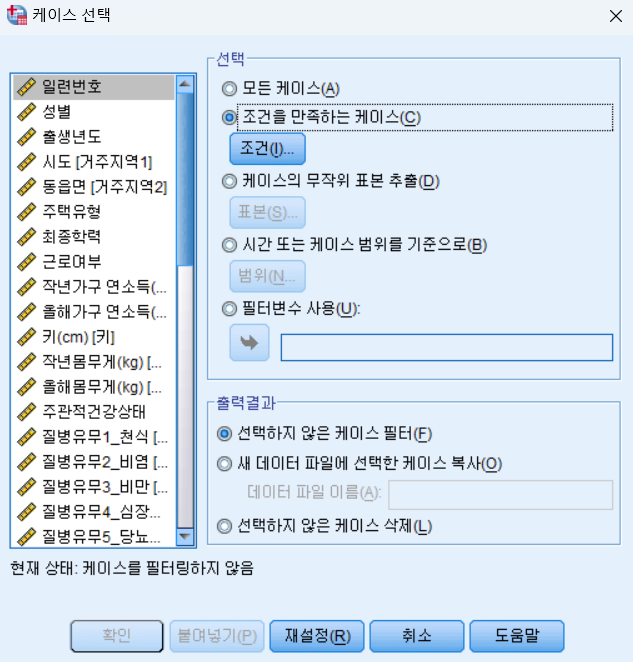 케이스 선택
일련번호
성별
출생년도
시도 [거주지역1]
동읍면 [거주지역2]
주택유형
최종학력
근로여부
작년가구 연소득(...
올해가구 연소득(...
키(cm) [키]
작년몸무게(kg) [...
올해몸무게(kg) [...
주관적건강상태
질병유무1_천식 [...
질병유무2_비염 [...
질병유무3_비만 [...
질병유무4_심장...
질병유무5_당뇨...
선택
모든 케이스(A)
조건을 만족하는 케이스(C)
조건(I)...
케이스의 무작위 표본 추출(D)
표본(S)...
시간 또는 케이스 범위를 기준으로(B)
범위(N...
필터변수 사용(U):
출력결과
선택하지 않은 케이스 필터(F)
새 데이터 파일에 선택한 케이스 복사(O)
데이터 파일 이름(A):
선택하지 않은 케이스 삭제(L)
현재 상태: 케이스를 필터링하지 않음
확인
붙여넣기(P)
재설정(R)
취소
도움말